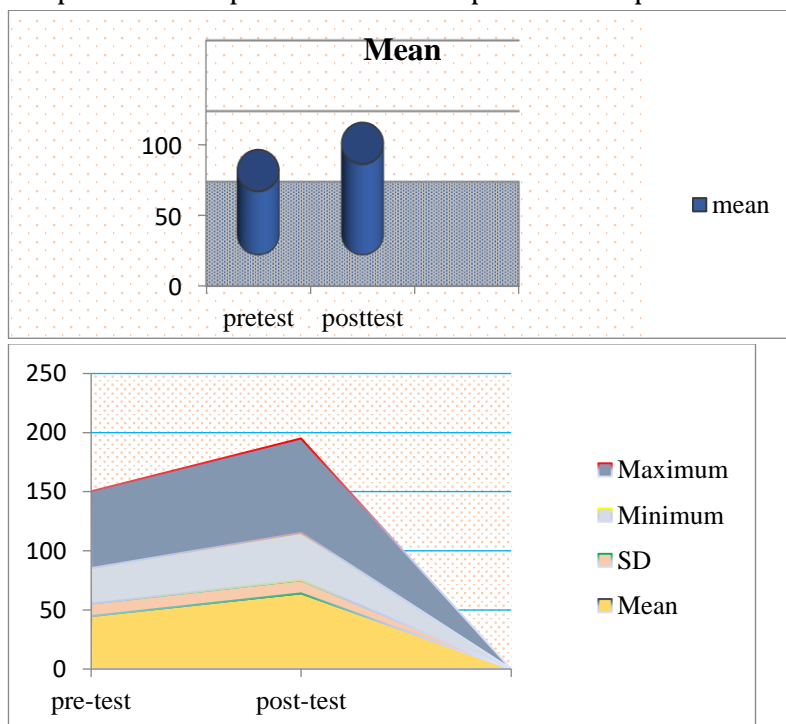 Mean
100
50
0
pretest posttest
mean
250
200
150
100
50
0
pre-test post-test
Maximum
Minimum
SD
Mean